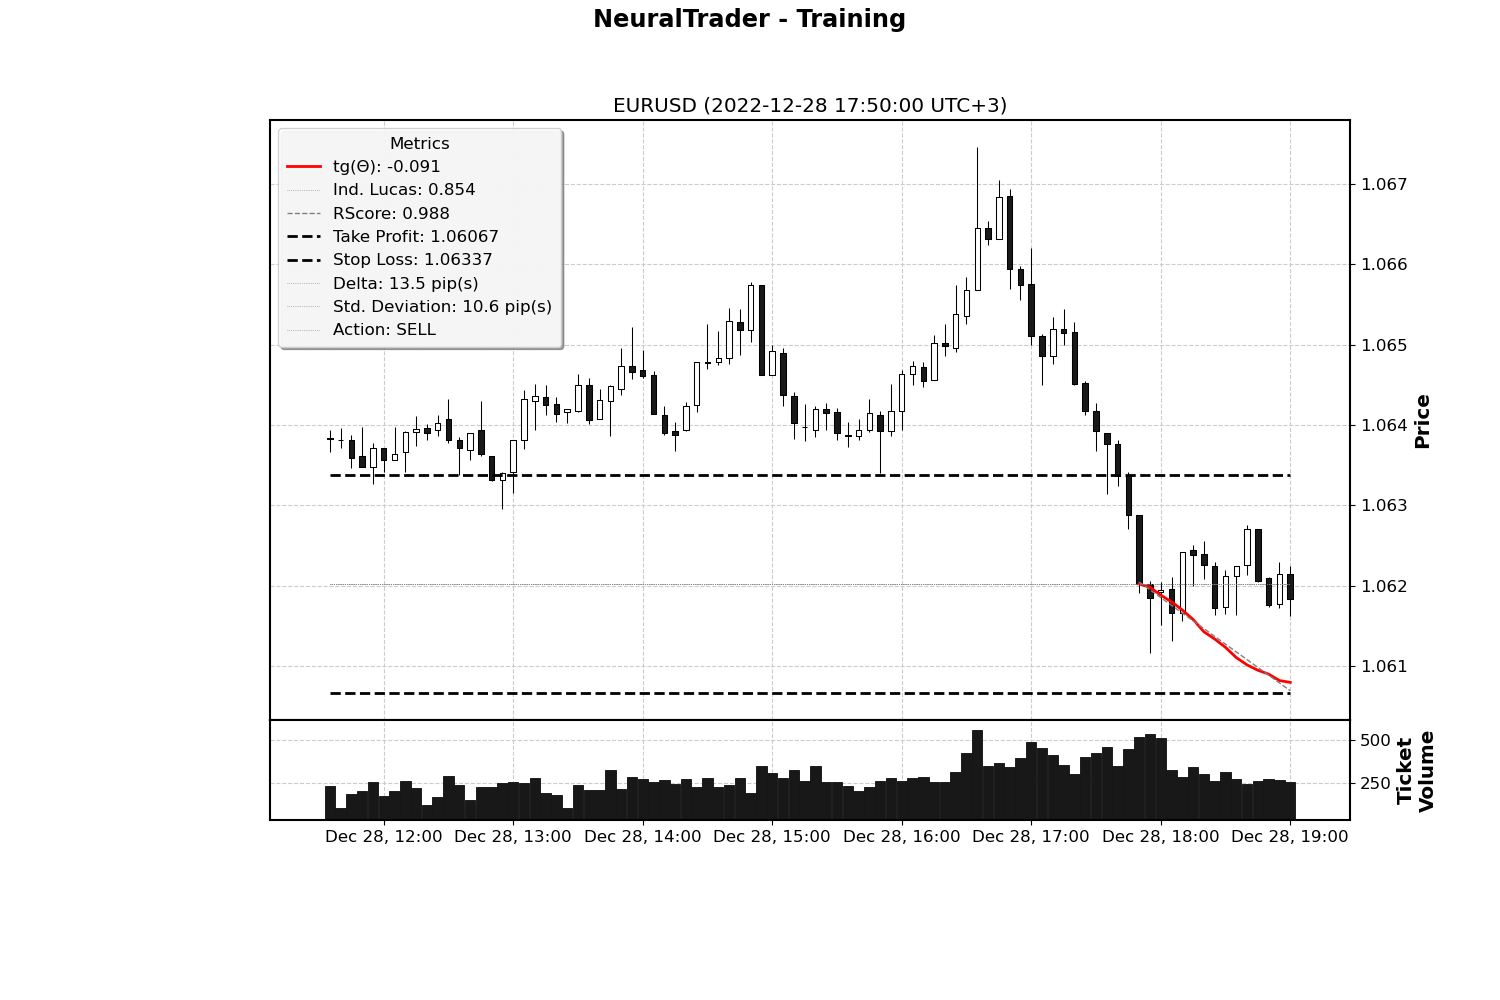 NeuralTrader - Training
EURUSD (2022-12-28 17:50:00 UTC+3)
Metrics
tg(Θ): -0.091
Ind. Lucas: 0.854
RScore: 0.988
Take Profit: 1.06067
Stop Loss: 1.06337
Delta: 13.5 pip(s)
Std. Deviation: 10.6 pip(s)
Action: SELL
1.067
1.066
1.065
1.064
1.063
1.062
1.061
Price
500
250
Ticket
Volume
Dec 28, 12:00 Dec 28, 13:00 Dec 28, 14:00 Dec 28, 15:00 Dec 28, 16:00 Dec 28, 17:00 Dec 28, 18:00 Dec 28, 19:00